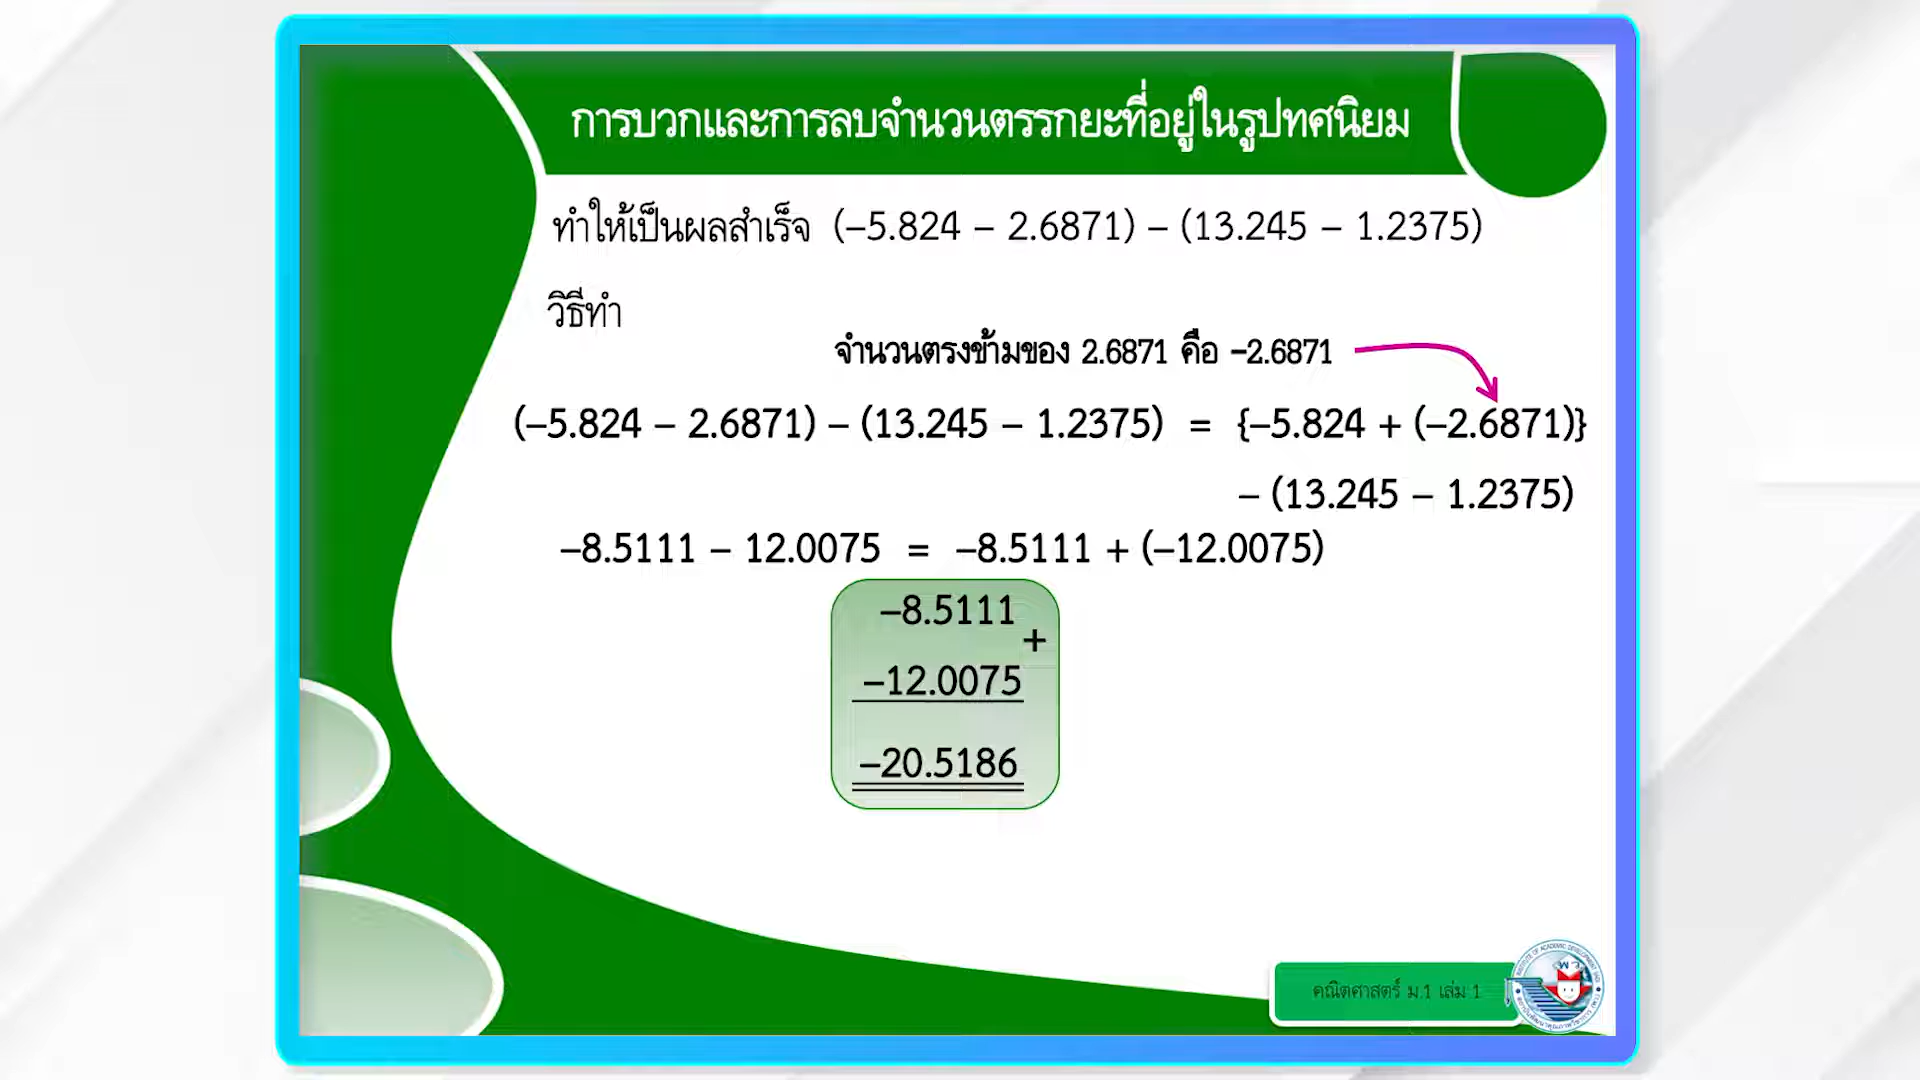 การบวกและการลบจำนวนตรรกยะที่อยู่ในรูปทศนิยม
ทำให้เป็นผลสำเร็จ (–5.824 – 2.6871) – (13.245 – 1.2375)
วิธีทำ
จำนวนตรงข้ามของ 2.6871 คือ –2.6871
(–5.824 – 2.6871) – (13.245 – 1.2375) = {–5.824 + (–2.6871)}
– (13.245 – 1.2375)
–8.5111 – 12.0075 = –8.5111 + (–12.0075)
–8.5111
+
–12.0075
–20.5186
คณิตศาสตร์ ม.1 เล่ม 1
พว